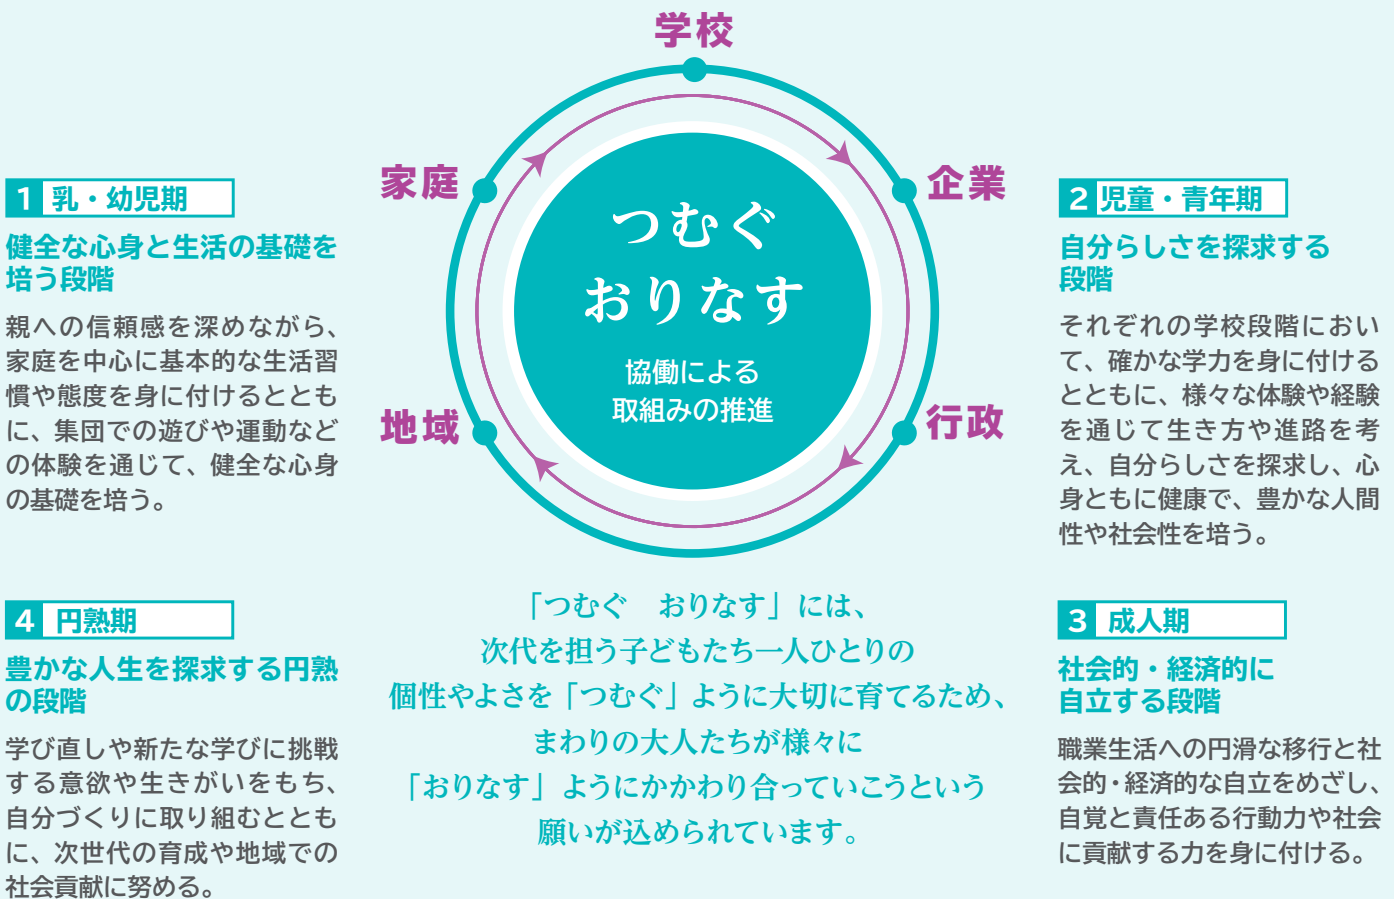 学校
家庭
企業
地域
行政
つむぐ
おりなす
協働による
取組みの推進
1 乳・幼児期
健全な心身と生活の基礎を
培う段階
親への信頼感を深めながら、
家庭を中心に基本的な生活習
慣や態度を身に付けるととも
に、集団での遊びや運動など
の体験を通じて、健全な心身
の基礎を培う。
2 児童・青年期
自分らしさを探求する
段階
それぞれの学校段階におい
て、確かな学力を身に付ける
とともに、様々な体験や経験
を通じて生き方や進路を考
え、自分らしさを探求し、心
身ともに健康で、豊かな人間
性や社会性を培う。
3 成人期
社会的・経済的に
自立する段階
職業生活への円滑な移行と社
会的・経済的な自立をめざし、
自覚と責任ある行動力や社会
に貢献する力を身に付ける。
4 円熟期
豊かな人生を探求する円熟
の段階
学び直しや新たな学びに挑戦
する意欲や生きがいをもち、
自分づくりに取り組むととも
に、次世代の育成や地域での
社会貢献に努める。
「つむぐ　おりなす」には、
次代を担う子どもたち一人ひとりの
個性やよさを「つむぐ」ように大切に育てるため、
まわりの大人たちが様々に
「おりなす」ようにかかわり合っていこうという
願いが込められています。